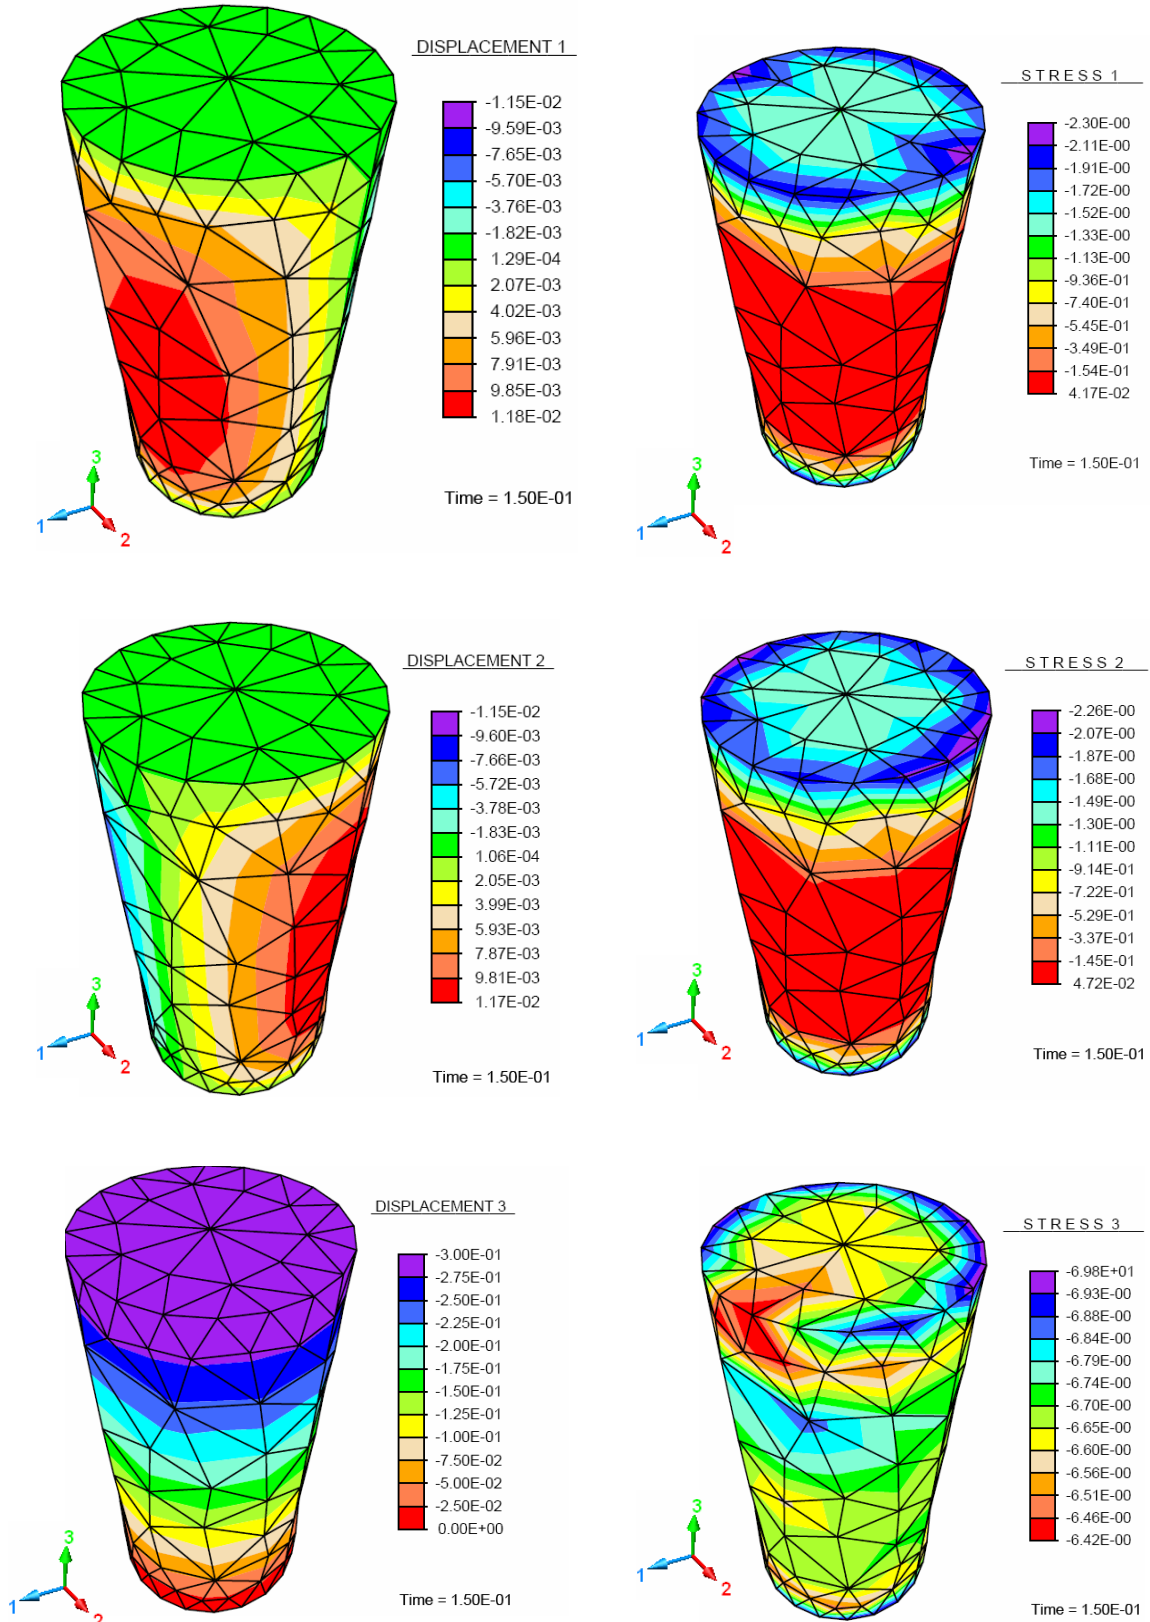 DISPLACEMENT 1
-1.15E-02
-9.59E-03
-7.65E-03
-5.70E-03
-3.76E-03
-1.82E-03
1.29E-04
2.07E-03
4.02E-03
5.96E-03
7.91E-03
9.85E-03
1.18E-02
Time = 1.50E-01
3
1
2
STRESS 1
-2.30E-00
-2.11E-00
-1.91E-00
-1.72E-00
-1.52E-00
-1.33E-00
-1.13E-00
-9.36E-01
-7.40E-01
-5.45E-01
-3.49E-01
-1.54E-01
4.17E-02
Time = 1.50E-01
3
1
2
DISPLACEMENT 2
-1.15E-02
-9.60E-03
-7.66E-03
-5.72E-03
-3.78E-03
-1.83E-03
1.06E-04
2.05E-03
3.99E-03
5.93E-03
7.87E-03
9.81E-03
1.17E-02
Time = 1.50E-01
3
1
2
STRESS 2
-2.26E-00
-2.07E-00
-1.87E-00
-1.68E-00
-1.49E-00
-1.30E-00
-1.11E-00
-9.14E-01
-7.22E-01
-5.29E-01
-3.37E-01
-1.45E-01
4.72E-02
Time = 1.50E-01
3
1
2
DISPLACEMENT 3
-3.00E-01
-2.75E-01
-2.50E-01
-2.25E-01
-2.00E-01
-1.75E-01
-1.50E-01
-1.25E-01
-1.00E-01
-7.50E-02
-5.00E-02
-2.50E-02
0.00E+00
Time = 1.50E-01
3
1
2
STRESS 3
-6.98E+01
-6.93E-00
-6.88E-00
-6.84E-00
-6.79E-00
-6.74E-00
-6.70E-00
-6.65E-00
-6.60E-00
-6.56E-00
-6.51E-00
-6.46E-00
-6.42E-00
Time = 1.50E-01
3
1
2